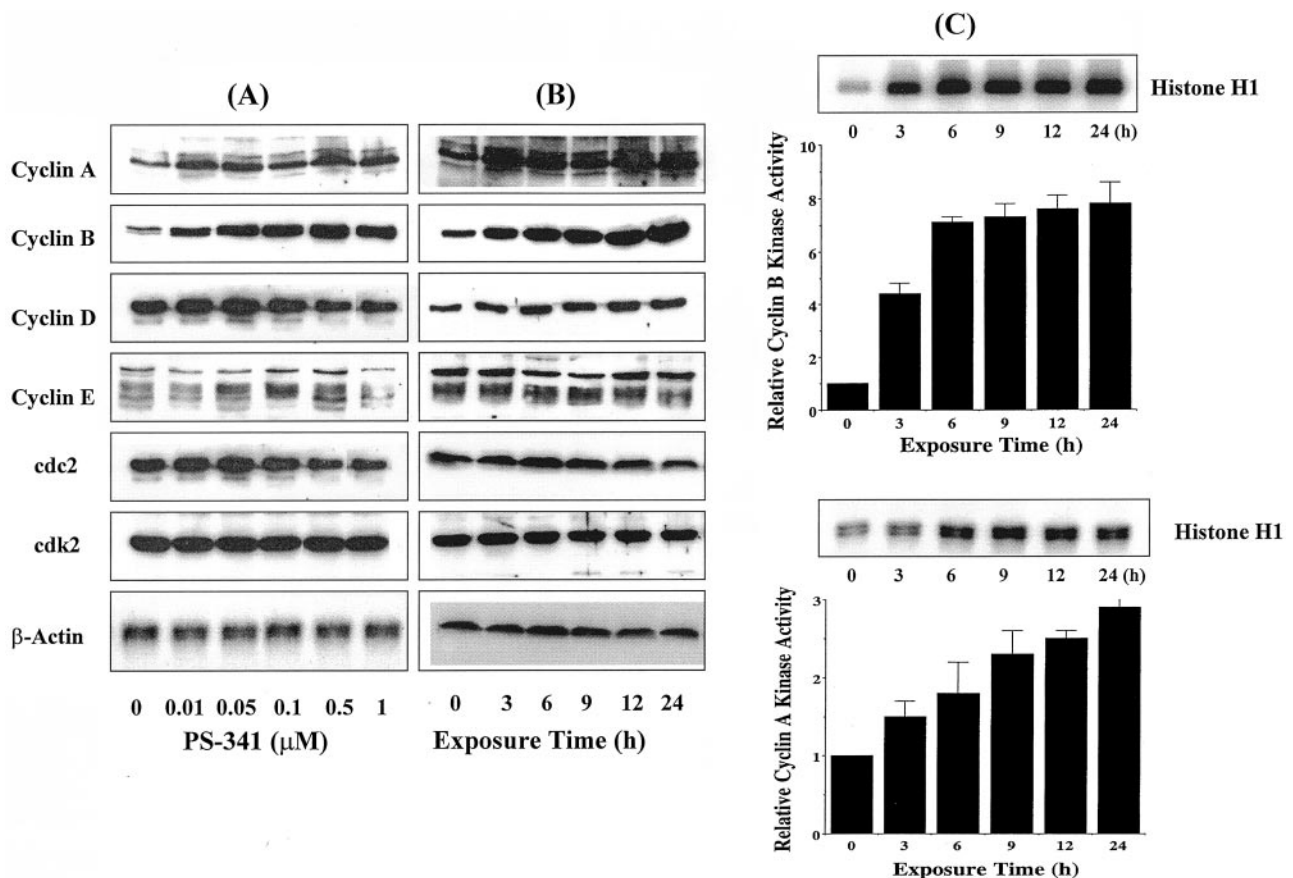 (A)
(B)
Cyclin A
Cyclin B
Cyclin D
Cyclin E
cdc2
cdk2
β-Actin
0 0.01 0.05 0.1 0.5 1
PS-341 (μM)
0 3 6 9 12 24
Exposure Time (h)
(C)
Histone H1
0 3 6 9 12 24 (h)
Relative Cyclin B Kinase Activity
10
8
6
4
2
0
0 3 6 9 12 24
Exposure Time (h)
Histone H1
0 3 6 9 12 24 (h)
Relative Cyclin A Kinase Activity
3
2
1
0
0 3 6 9 12 24
Exposure Time (h)